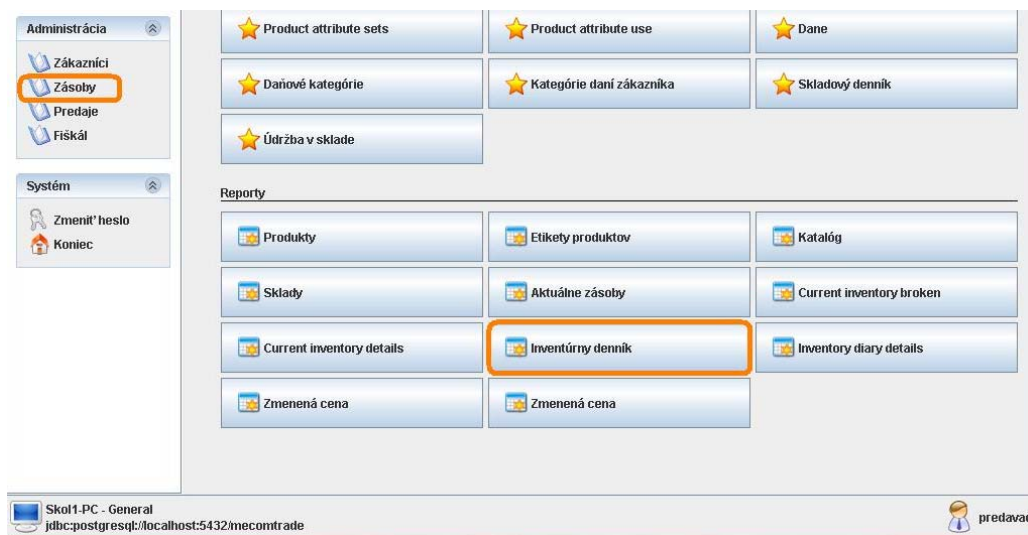 Administrácia
Zákazníci
Zásoby
Predaje
Fiškál
Systém
Zmeniť heslo
Koniec
Product attribute sets
Product attribute use
Dane
Daňové kategórie
Kategórie daní zákazníka
Skladový denník
Údržba v sklade
Reporty
Produkty
Etikety produktov
Katalóg
Sklady
Aktuálne zásoby
Current inventory broken
Current inventory details
Inventúrny denník
Inventory diary details
Zmenená cena
Zmenená cena
Skol1-PC - General
jdbc:postgresql://localhost:5432/mecomtrade
predavac